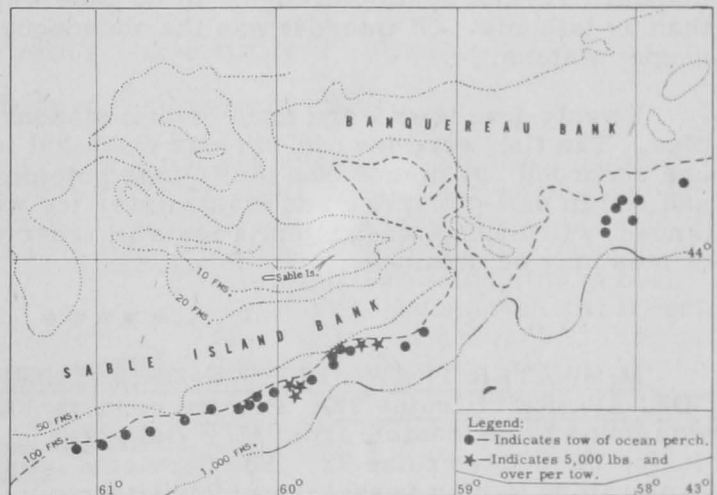 BANQUEREAU BANK
44°
10 FMS.
Sable Is.
20 FMS.
SABLE ISLAND BANK
50 FMS.
100 FMS.
1,000 FMS.
Legend:
●— Indicates tow of ocean perch.
★—Indicates 5,000 lbs. and
over per tow.
61° 60° 59° 58° 43°